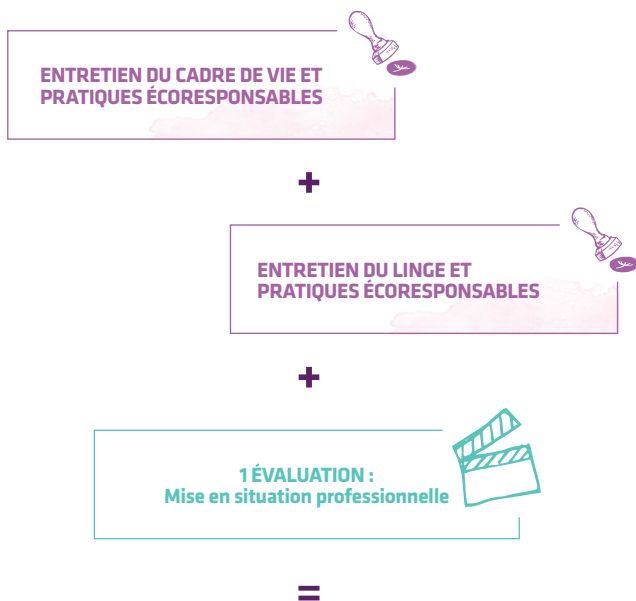 ENTRETIEN DU CADRE DE VIE ET
PRATIQUES ÉCORESPONSABLES
+
ENTRETIEN DU LINGE ET
PRATIQUES ÉCORESPONSABLES
+
1 ÉVALUATION :
Mise en situation professionnelle
=